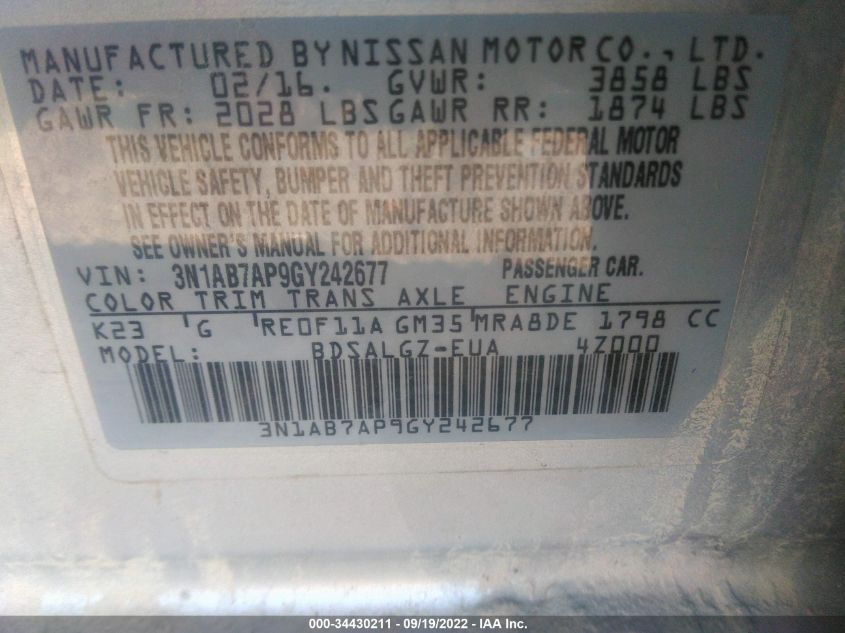 MANUFACTURED BY NISSAN MOTOR CO., LTD.
DATE: 02/16. GVWR: 3858 LBS
GAWR FR: 2028 LBS GAWR RR: 1874 LBS
THIS VEHICLE CONFORMS TO ALL APPLICABLE FEDERAL MOTOR
VEHICLE SAFETY, BUMPER AND THEFT PREVENTION STANDARDS
IN EFFECT ON THE DATE OF MANUFACTURE SHOWN ABOVE.
SEE OWNER'S MANUAL FOR ADDITIONAL INFORMATION.
VIN: 3N1AB7AP9GY242677 PASSENGER CAR.
COLOR TRIM TRANS AXLE ENGINE
K23 G RE0F11A GM35 MRA8DE 1798 CC
MODEL: BDSALGZ-EUA 4Z000
3N1AB7AP9GY242677
000-34430211 - 09/19/2022 - IAA Inc.